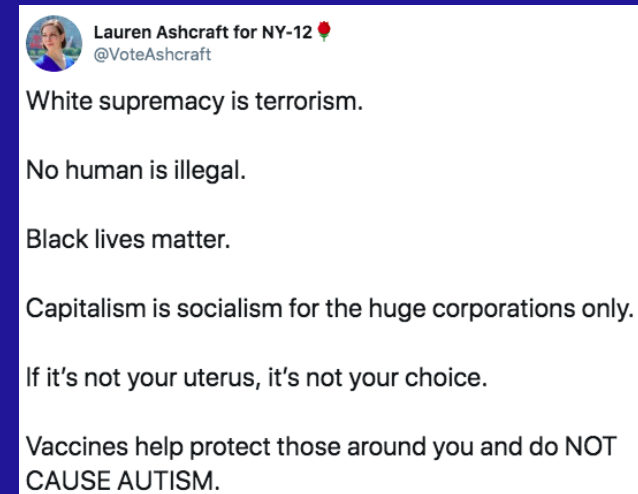 Lauren Ashcraft for NY-12🌹
@VoteAshcraft
White supremacy is terrorism.
No human is illegal.
Black lives matter.
Capitalism is socialism for the huge corporations only.
If it's not your uterus, it's not your choice.
Vaccines help protect those around you and do NOT
CAUSE AUTISM.